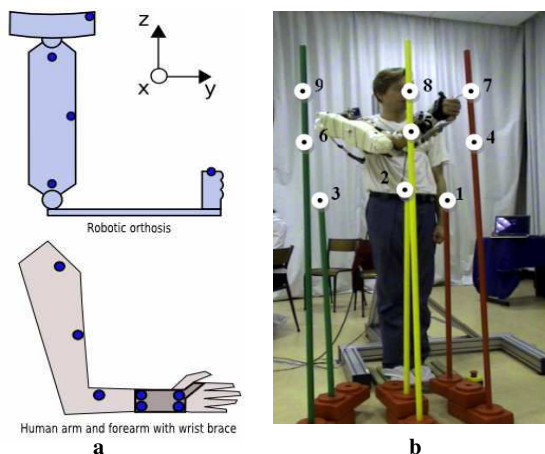 z
x
y
Robotic orthosis
Human arm and forearm with wrist brace
a
9
8
7
6
5
4
3
2
1
b